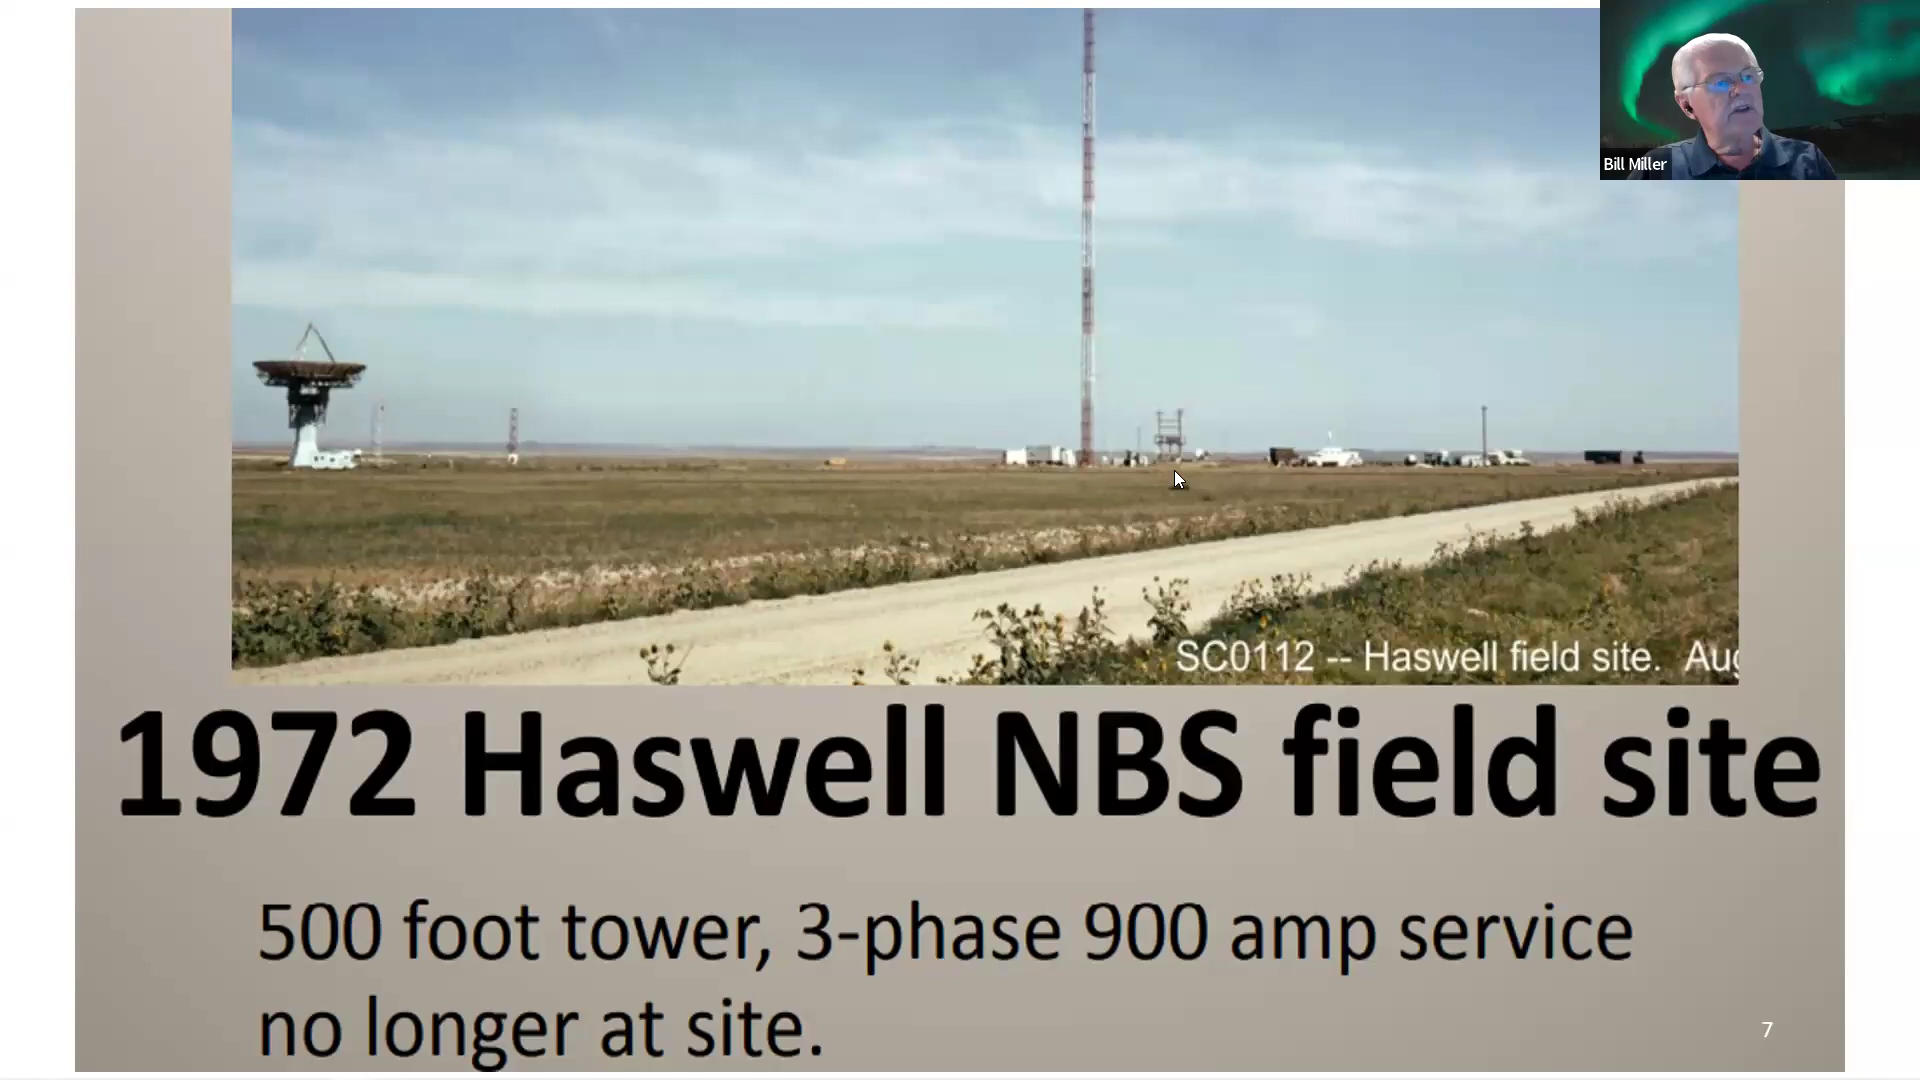 Bill Miller
SC0112 -- Haswell field site. Aug
1972 Haswell NBS field site
500 foot tower, 3-phase 900 amp service
no longer at site.
7